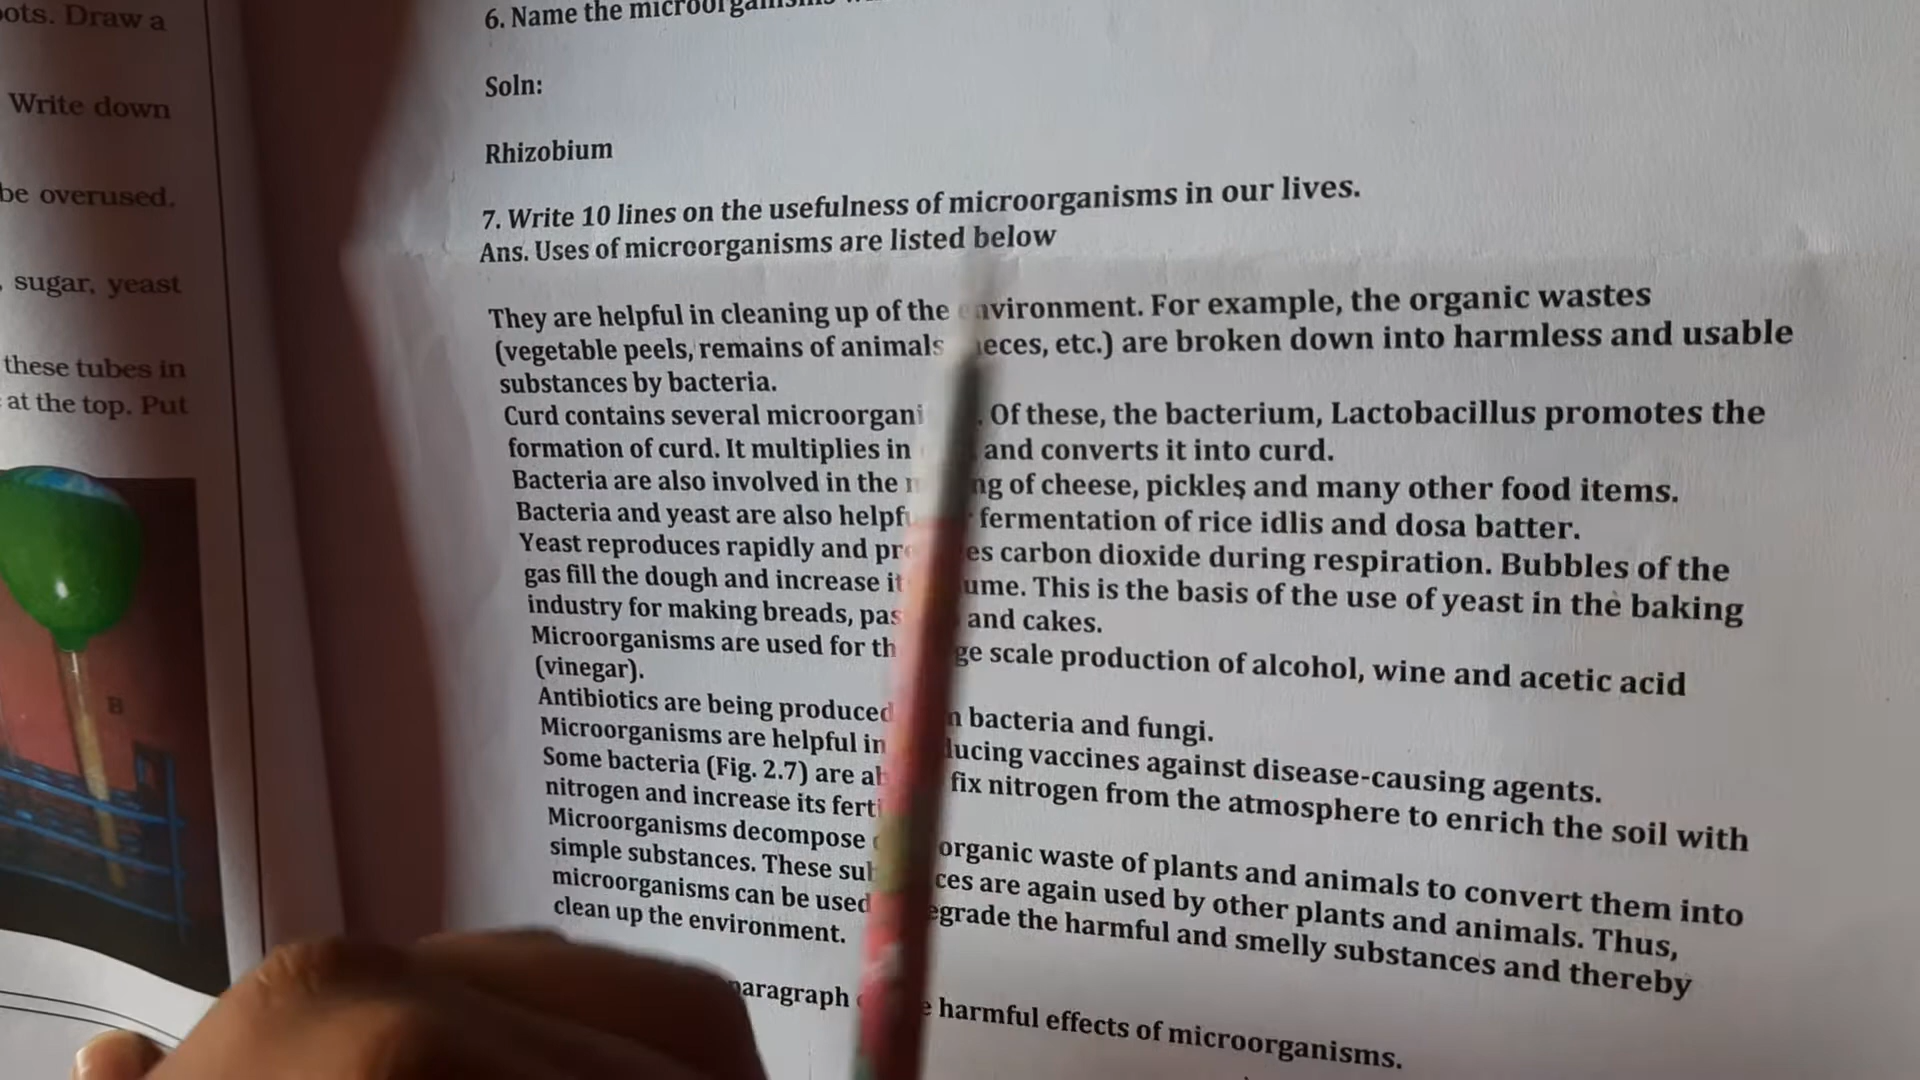 ots. Draw a
Write down
be overused.
sugar, yeast
these tubes in
at the top. Put
B
6. Name the
Soln:
Rhizobium
7. Write 10 lines on the usefulness of microorganisms in our lives.
Ans. Uses of microorganisms are listed below
They are helpful in cleaning up of the environment. For example, the organic wastes
(vegetable peels, remains of animals eces, etc.) are broken down into harmless and usable
substances by bacteria.
Curd contains several microorgani . Of these, the bacterium, Lactobacillus promotes the
formation of curd. It multiplies in and converts it into curd.
Bacteria are also involved in the ng of cheese, pickles and many other food items.
Bacteria and yeast are also helpf fermentation of rice idlis and dosa batter.
Yeast reproduces rapidly and pr es carbon dioxide during respiration. Bubbles of the
gas fill the dough and increase it ume. This is the basis of the use of yeast in the baking
industry for making breads, pas and cakes.
Microorganisms are used for th ge scale production of alcohol, wine and acetic acid
(vinegar).
Antibiotics are being produced bacteria and fungi.
Microorganisms are helpful in ducing vaccines against disease-causing agents.
Some bacteria (Fig. 2.7) are ab fix nitrogen from the atmosphere to enrich the soil with
nitrogen and increase its ferti
Microorganisms decompose organic waste of plants and animals to convert them into
simple substances. These sub ces are again used by other plants and animals. Thus,
microorganisms can be used egrade the harmful and smelly substances and thereby
clean up the environment.
paragraph harmful effects of microorganisms.